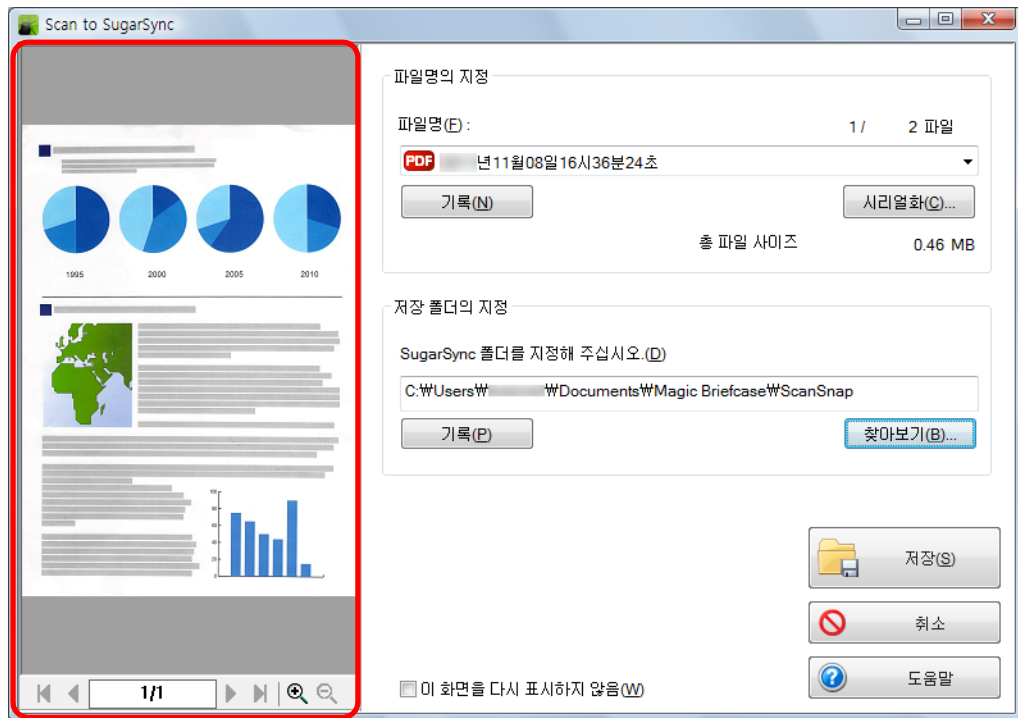 Scan to SugarSync
1995 2000 2005 2010
1/1
파일명의 지정
파일명(F) : 1 / 2 파일
PDF 년11월08일16시36분24초
기록(N) 시리얼화(C)...
총 파일 사이즈 0.46 MB
저장 폴더의 지정
SugarSync 폴더를 지정해 주십시오.(D)
C:₩Users₩ ₩Documents₩Magic Briefcase₩ScanSnap
기록(P) 찾아보기(B)...
저장(S)
취소
도움말
이 화면을 다시 표시하지 않음(W)